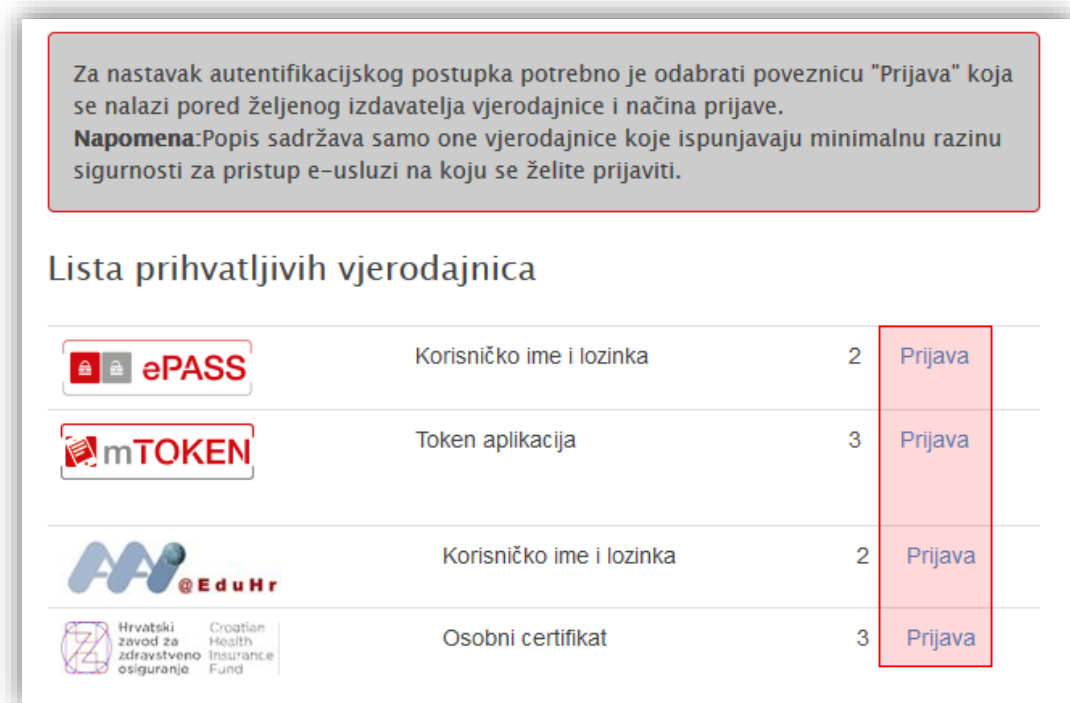 Za nastavak autentifikacijskog postupka potrebno je odabrati poveznicu "Prijava" koja
se nalazi pored željenog izdavatelja vjerodajnice i načina prijave.
Napomena:Popis sadržava samo one vjerodajnice koje ispunjavaju minimalnu razinu
sigurnosti za pristup e-usluzi na koju se želite prijaviti.
Lista prihvatljivih vjerodajnica
ePASS Korisničko ime i lozinka 2 Prijava
mTOKEN Token aplikacija 3 Prijava
AAI@EduHr Korisničko ime i lozinka 2 Prijava
Hrvatski zavod za zdravstveno osiguranje Croatian Health Insurance Fund Osobni certifikat 3 Prijava